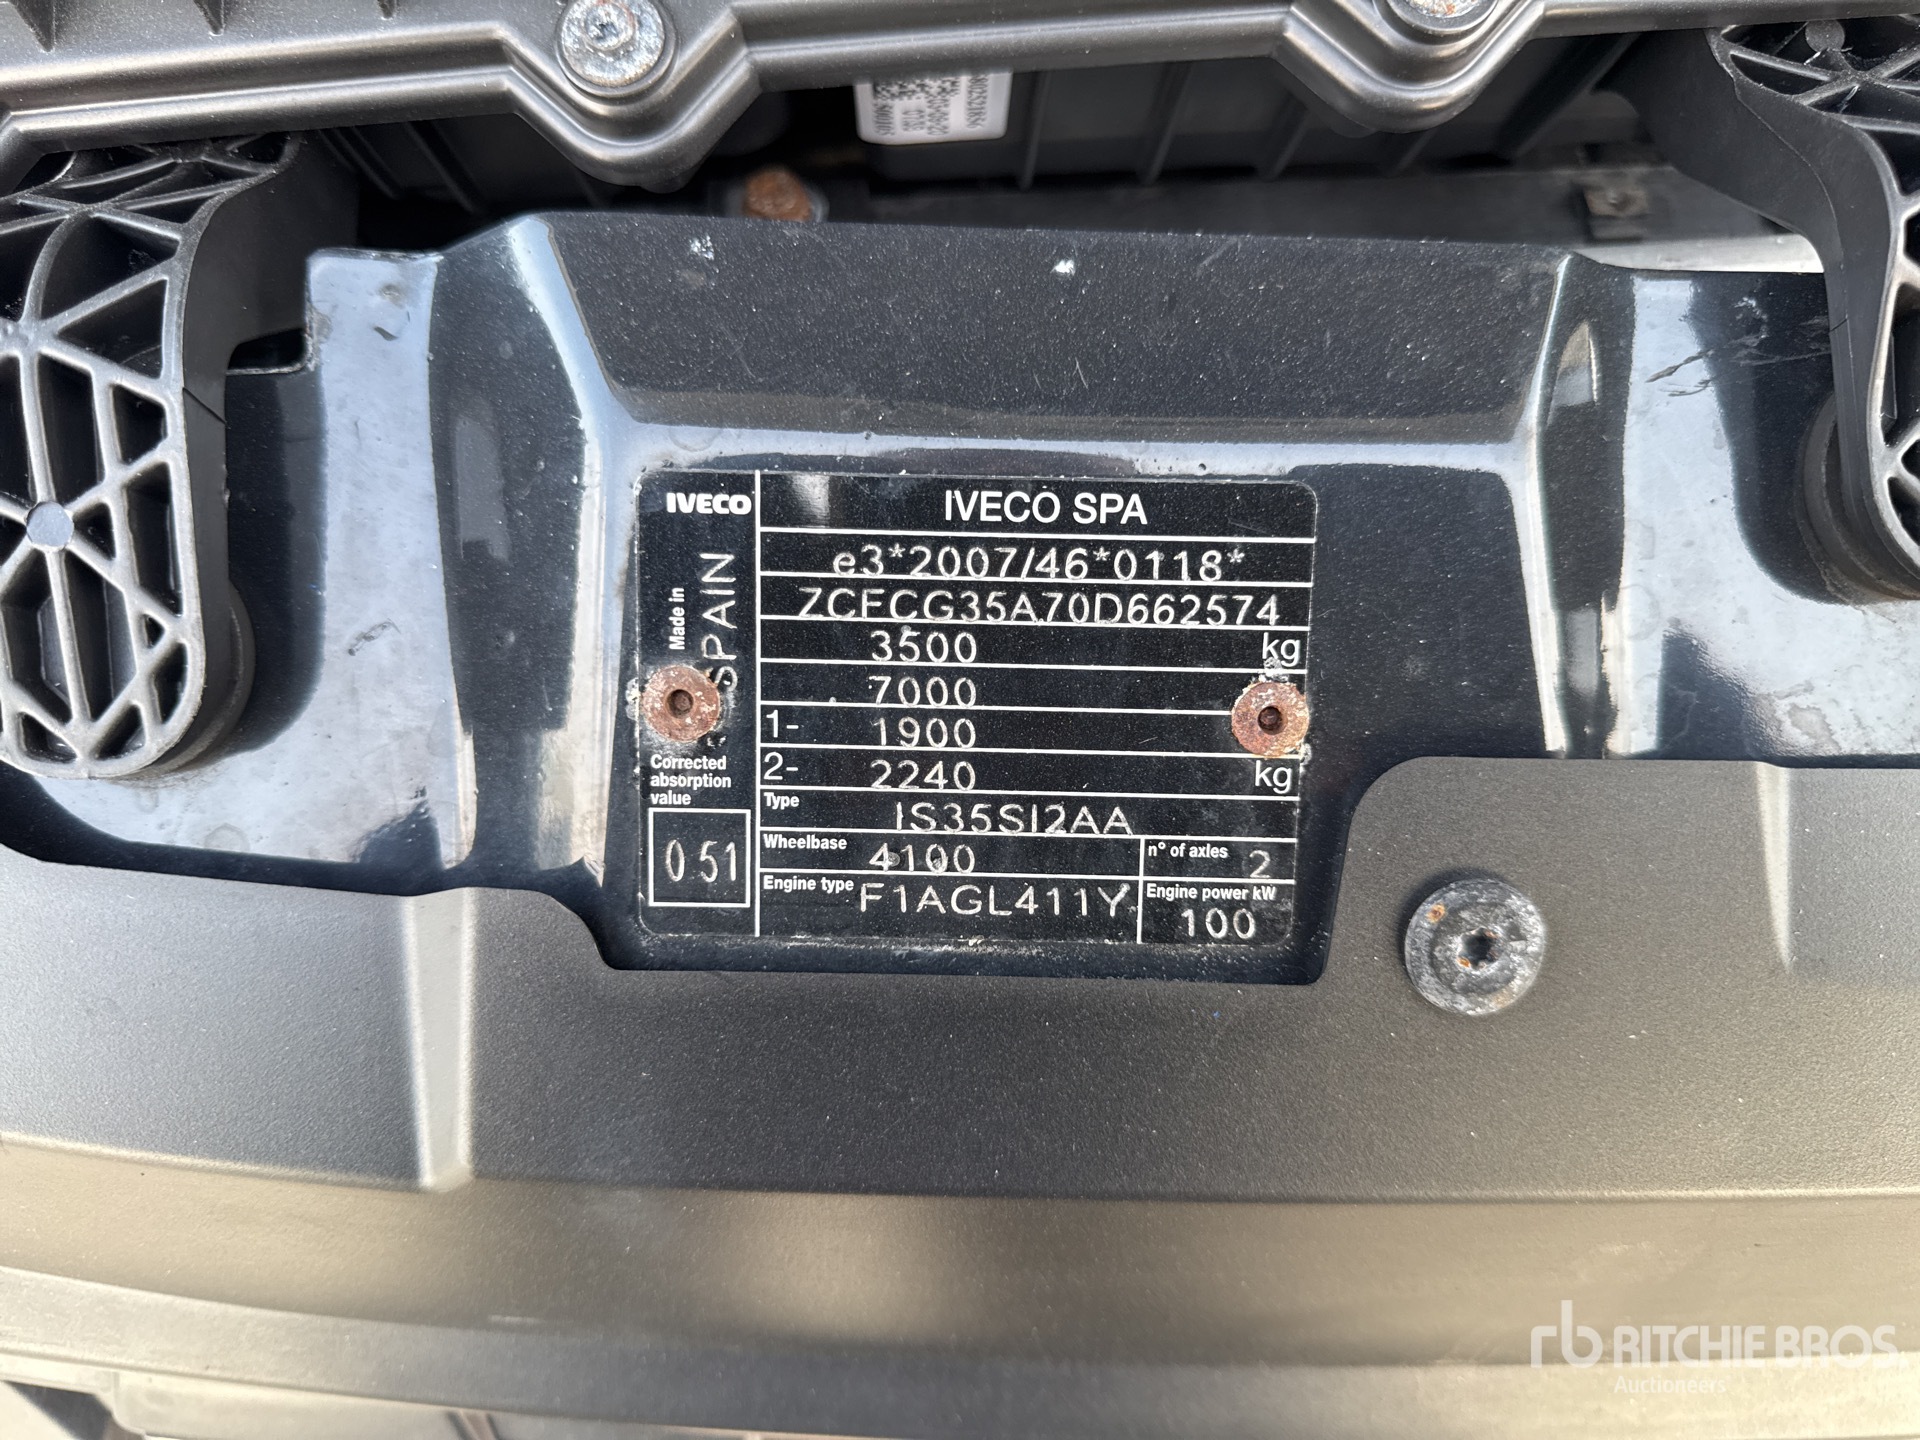 IVECO
IVECO SPA
e3*2007/46*0118*
ZCFCG35A70D662574
3500 kg
7000
1- 1900
2- 2240 kg
Type IS35SI2AA
Wheelbase 4100
n° of axles 2
Engine type F1AGL411Y
Engine power kW 100
Made in SPAIN
Corrected
absorption
value
0.51
rb RITCHIE BROS.
Auctioneers